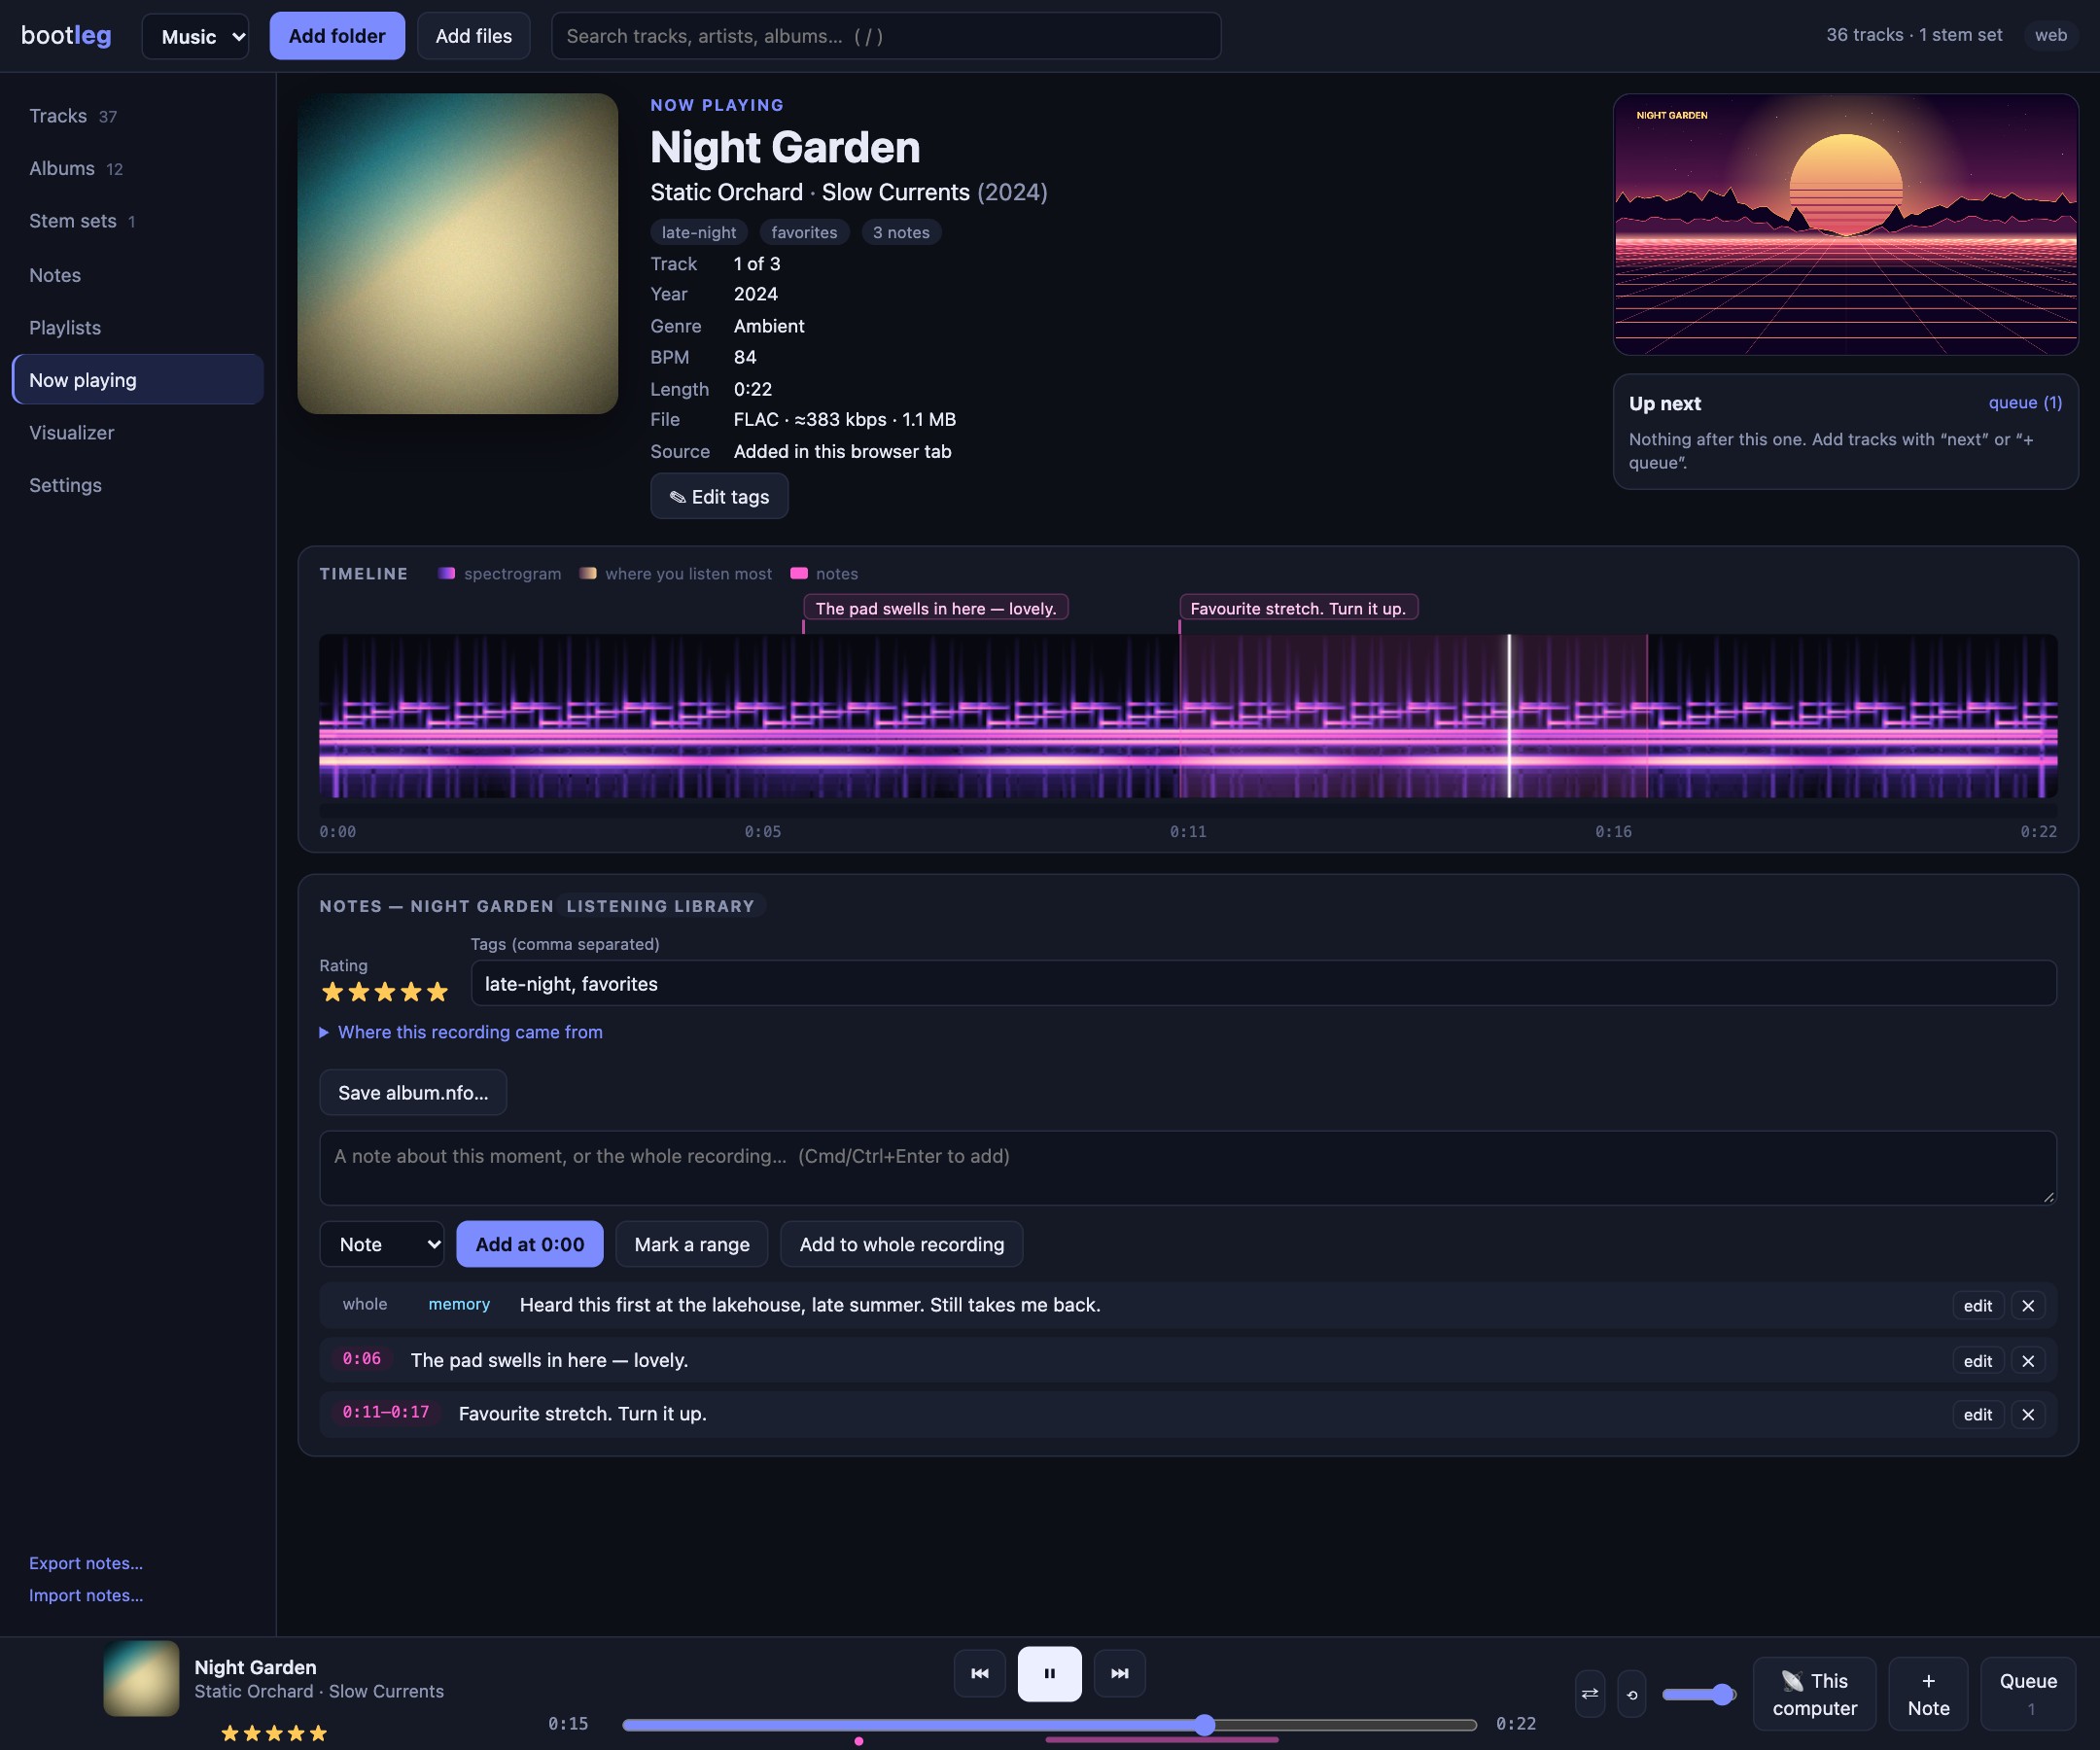 bootleg
Music
Add folder
Add files
Search tracks, artists, albums... ( / )
36 tracks · 1 stem set
web
Tracks 37
Albums 12
Stem sets 1
Notes
Playlists
Now playing
Visualizer
Settings
Export notes...
Import notes...
NOW PLAYING
Night Garden
Static Orchard · Slow Currents (2024)
late-night favorites 3 notes
Track 1 of 3
Year 2024
Genre Ambient
BPM 84
Length 0:22
File FLAC · ≈383 kbps · 1.1 MB
Source Added in this browser tab
✎ Edit tags
NIGHT GARDEN
Up next queue (1)
Nothing after this one. Add tracks with “next” or “+
queue”.
TIMELINE spectrogram where you listen most notes
The pad swells in here — lovely.
Favourite stretch. Turn it up.
0:00 0:05 0:11 0:16 0:22
NOTES — NIGHT GARDEN LISTENING LIBRARY
Rating
Tags (comma separated)
late-night, favorites
Where this recording came from
Save album.nfo...
A note about this moment, or the whole recording... (Cmd/Ctrl+Enter to add)
Note
Add at 0:00
Mark a range
Add to whole recording
whole memory Heard this first at the lakehouse, late summer. Still takes me back. edit ✕
0:06 The pad swells in here — lovely. edit ✕
0:11–0:17 Favourite stretch. Turn it up. edit ✕
Night Garden
Static Orchard · Slow Currents
0:15
0:22
This
computer
+
Note
Queue
1